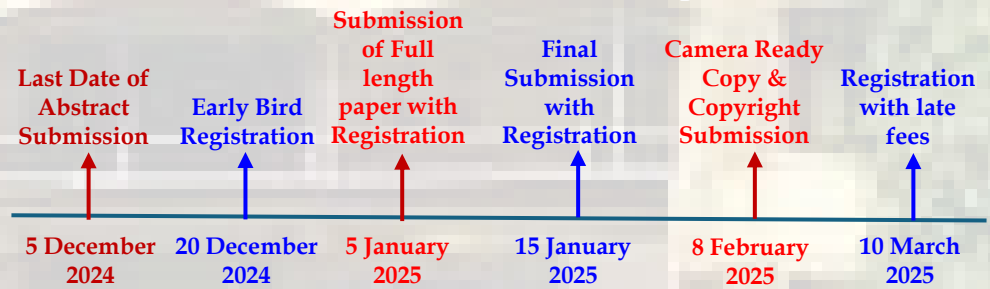 Last Date of
Abstract
Submission
Early Bird
Registration
Submission
of Full
length
paper with
Registration
Final
Submission
with
Registration
Camera Ready
Copy &
Copyright
Submission
Registration
with late
fees
5 December
2024
20 December
2024
5 January
2025
15 January
2025
8 February
2025
10 March
2025